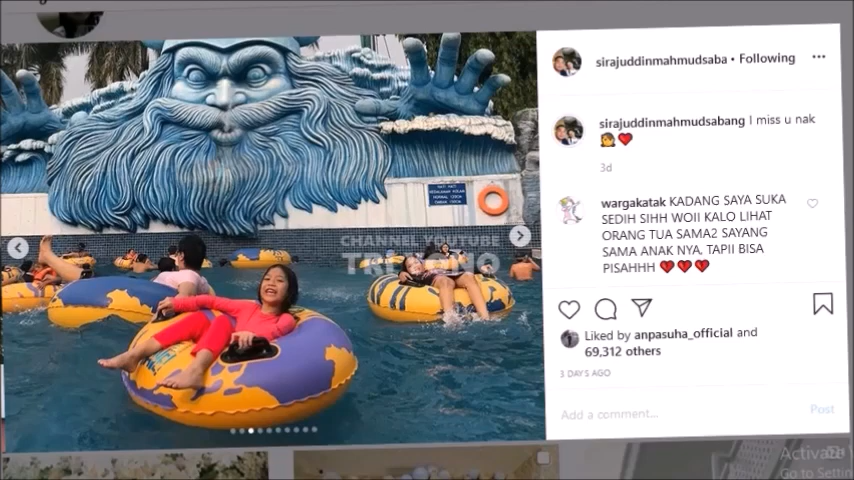 sirajuddinmahmudsaba • Following
sirajuddinmahmudsabang I miss u nak
3d
wargakatak KADANG SAYA SUKA
SEDIH SIHH WOII KALO LIHAT
ORANG TUA SAMA2 SAYANG
SAMA ANAK NYA. TAPII BISA
PISAHHH
Liked by anpasuha_official and
69,312 others
3 DAYS AGO
Add a comment...
Post
CHANNEL YOUTUBE
Activate
Go to Setting